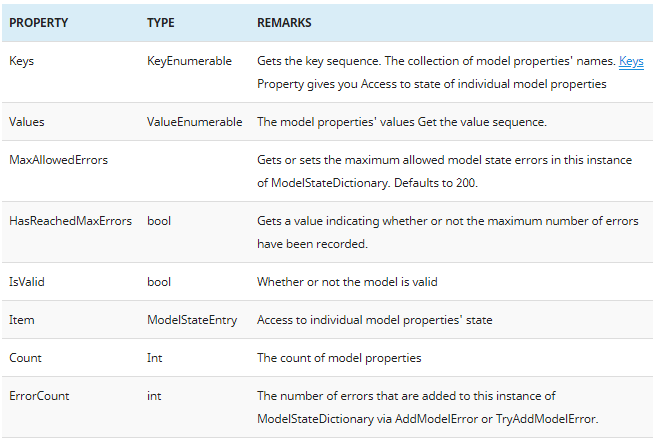 PROPERTY TYPE REMARKS
Keys KeyEnumerable Gets the key sequence. The collection of model properties' names. Keys
Property gives you Access to state of individual model properties
Values ValueEnumerable The model properties' values Get the value sequence.
MaxAllowedErrors Gets or sets the maximum allowed model state errors in this instance
of ModelStateDictionary. Defaults to 200.
HasReachedMaxErrors bool Gets a value indicating whether or not the maximum number of errors
have been recorded.
IsValid bool Whether or not the model is valid
Item ModelStateEntry Access to individual model properties' state
Count Int The count of model properties
ErrorCount int The number of errors that are added to this instance of
ModelStateDictionary via AddModelError or TryAddModelError.